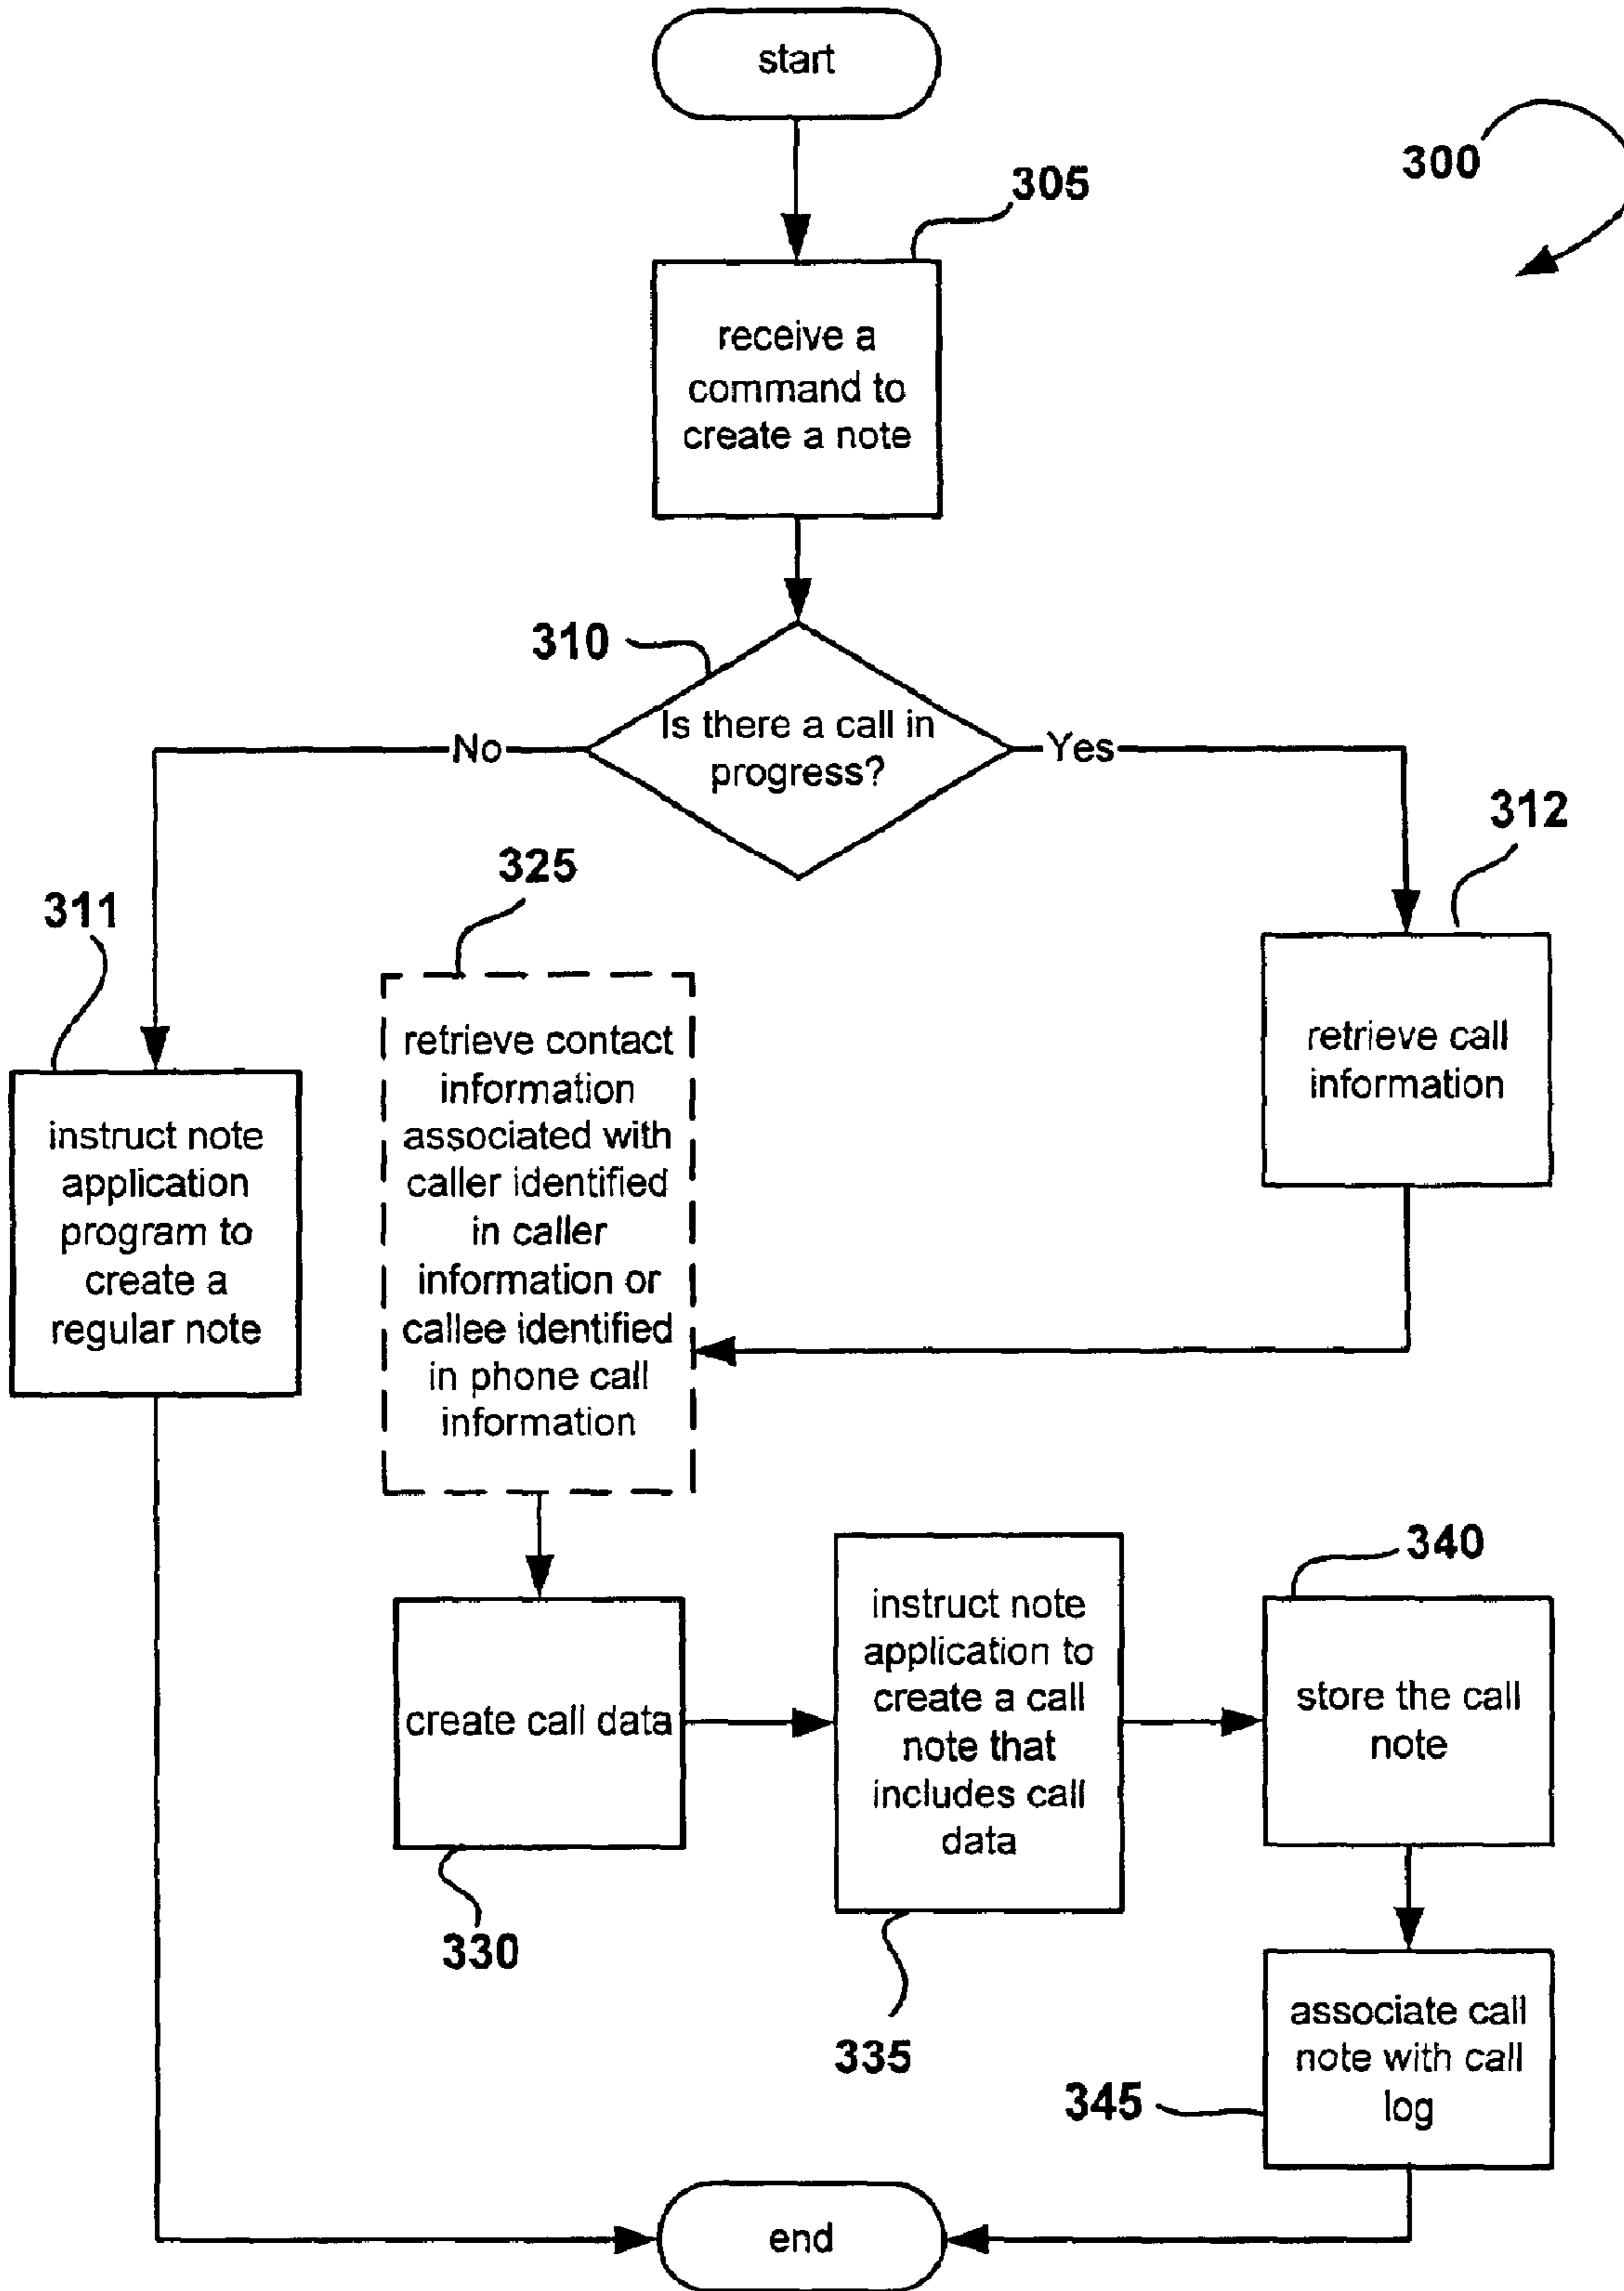 start
300
305
receive a
command to
create a note
310
Is there a call in
progress?
No
Yes
312
retrieve call
information
325
retrieve contact
information
associated with
caller identified
in caller
information or
callee identified
in phone call
information
311
instruct note
application
program to
create a
regular note
create call data
330
instruct note
application to
create a call
note that
includes call
data
335
340
store the call
note
associate call
note with call
log
345
end